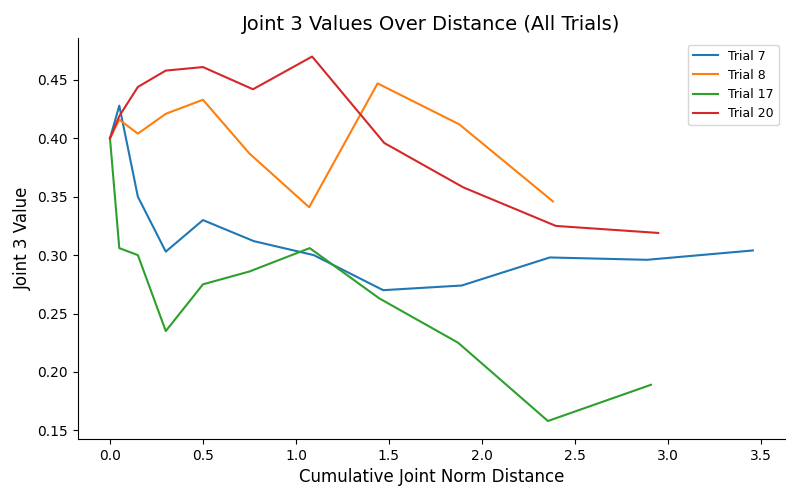 Joint 3 Values Over Distance (All Trials)
Trial 7
Trial 8
Trial 17
Trial 20
Joint 3 Value
0.45
0.40
0.35
0.30
0.25
0.20
0.15
0.0 0.5 1.0 1.5 2.0 2.5 3.0 3.5
Cumulative Joint Norm Distance